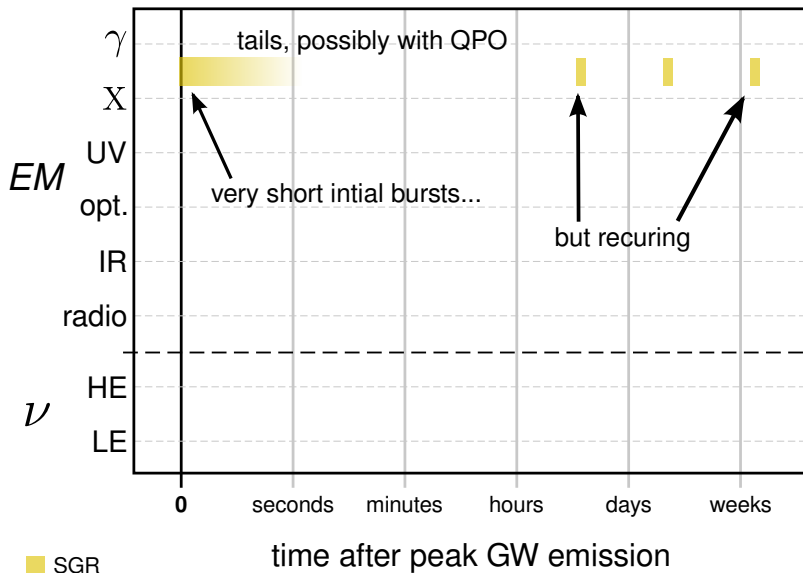 γ
tails, possibly with QPO
X
UV
EM
very short intial bursts...
opt.
but recuring
IR
radio
HE
ν
LE
0 seconds minutes hours days weeks
time after peak GW emission
SGR